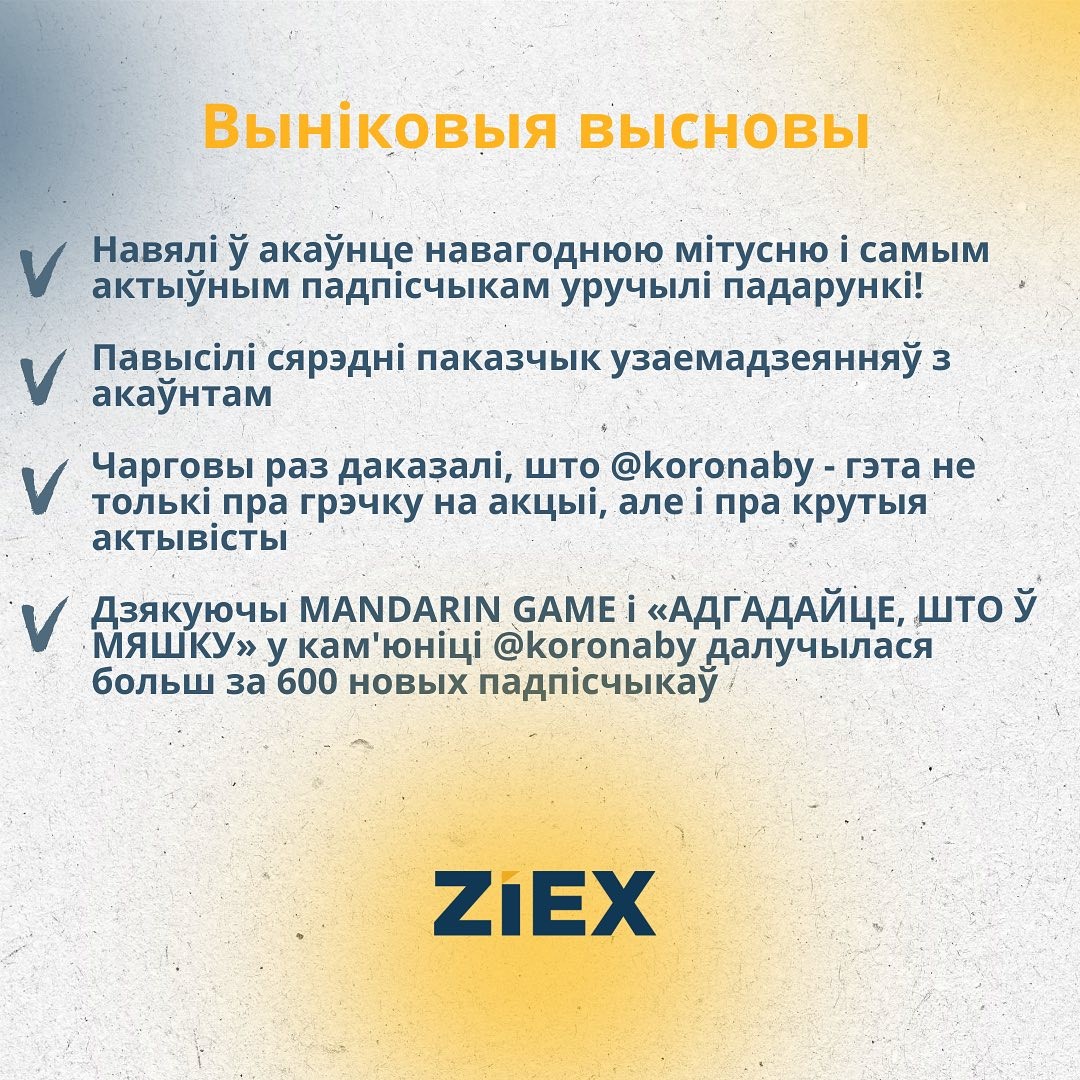 Выніковыя высновы
Навялі ў акаўнце навагоднюю мітусню і самым
актыўным падпісчыкам уручылі падарункі!
Павысілі сярэдні паказчык узаемадзеянняў з
акаўнтам
Чарговы раз даказалі, што @koronaby - гэта не
толькі пра грэчку на акцыі, але і пра крутыя
актывісты
Дзякуючы MANDARIN GAME і «АДГАДАЙЦЕ, ШТО Ў
МЯШКУ» у кам'юніці @koronaby далучылася
больш за 600 новых падпісчыкаў
ZiEX